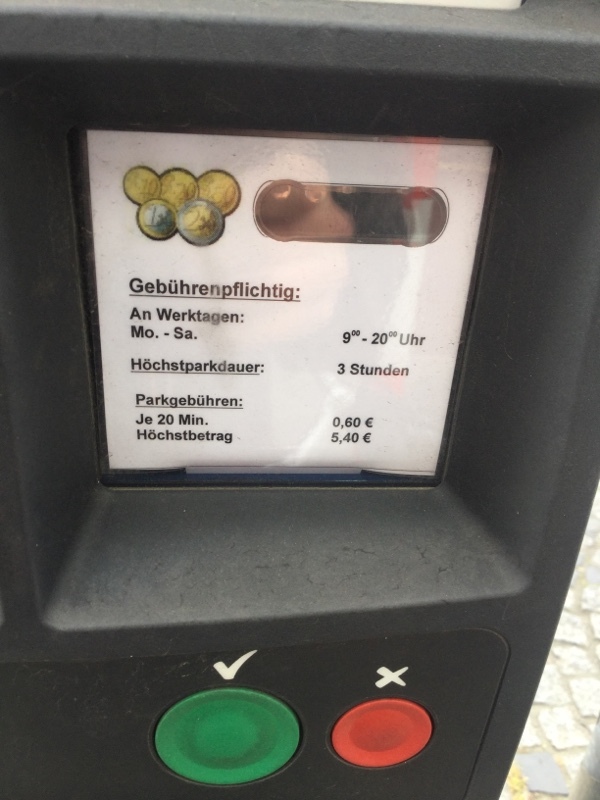 Gebührenpflichtig:
An Werktagen:
Mo. - Sa. 9⁰⁰ - 20⁰⁰ Uhr
Höchstparkdauer: 3 Stunden
Parkgebühren:
Je 20 Min. 0,60 €
Höchstbetrag 5,40 €